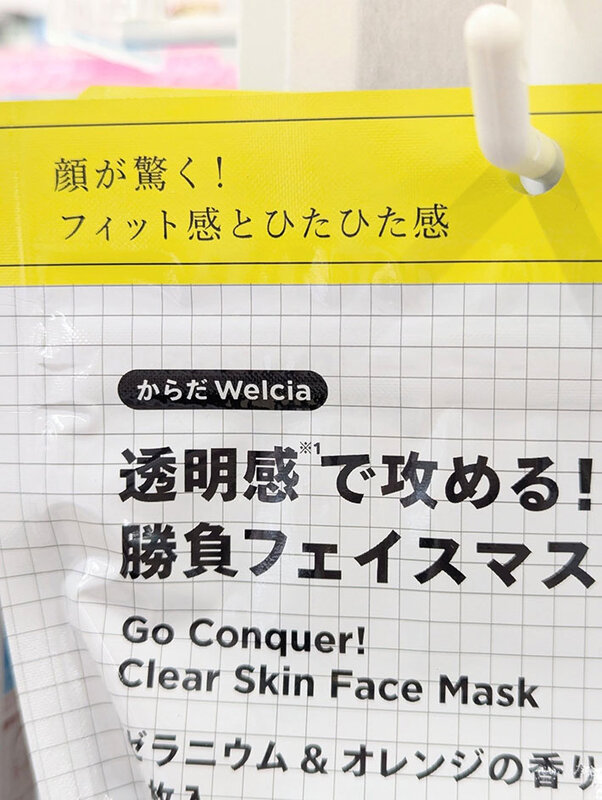 顔が驚く!
フィット感とひたひた感
からだWelcia
透明感※1で攻める!
勝負フェイスマス
Go Conquer!
Clear Skin Face Mask
ゼラニウム & オレンジの香り
枚入